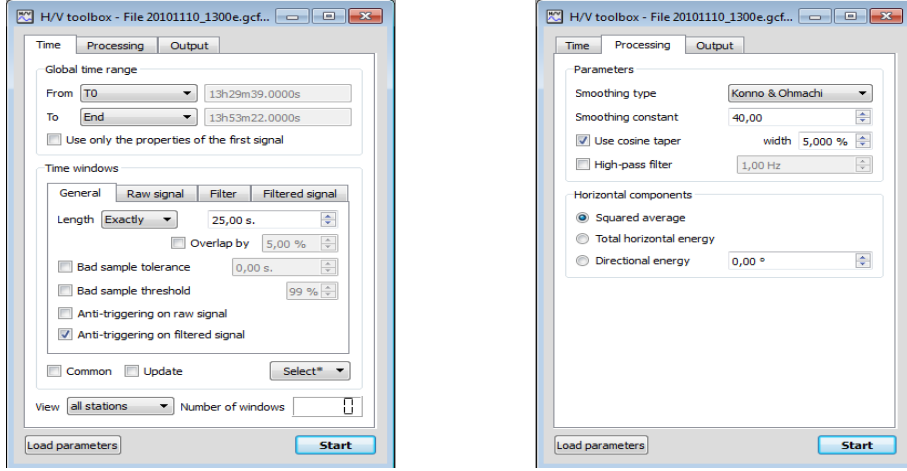 H/V toolbox - File 20101110_1300e.gcf...
Time Processing Output
Global time range
From T0 13h29m39.0000s
To End 13h53m22.0000s
Use only the properties of the first signal
Time windows
General Raw signal Filter Filtered signal
Length Exactly 25,00 s.
Overlap by 5,00 %
Bad sample tolerance 0,00 s.
Bad sample threshold 99 %
Anti-triggering on raw signal
Anti-triggering on filtered signal
Common Update Select*
View all stations Number of windows 0
Load parameters Start
H/V toolbox - File 20101110_1300e.gcf...
Time Processing Output
Parameters
Smoothing type Konno & Ohmachi
Smoothing constant 40,00
Use cosine taper width 5,000 %
High-pass filter 1,00 Hz
Horizontal components
Squared average
Total horizontal energy
Directional energy 0,00 °
Load parameters Start